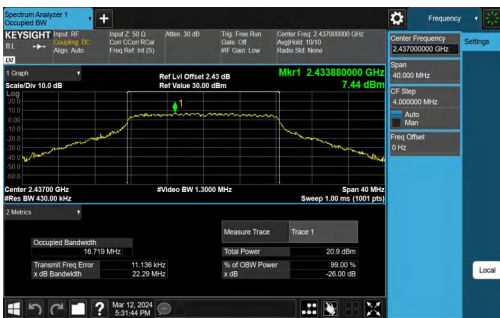 Spectrum Analyzer 1
Occupied BW
+
Frequency
KEYSIGHT
RL
LV
Input: RF
Coupling: DC
Align: Auto
Input Z: 50 Ω
Corr CCorr RCal
Freq Ref: Int (S)
Atten: 30 dB
Trig: Free Run
Gate: Off
#IF Gain: Low
Center Freq: 2.437000000 GHz
Avg|Hold: 10/10
Radio Std: None
1 Graph
Scale/Div 10.0 dB
Ref Lvl Offset 2.43 dB
Ref Value 30.00 dBm
Mkr1 2.433880000 GHz
7.44 dBm
Log
20.0
10.0
0.00
-10.0
-20.0
-30.0
-40.0
-50.0
-60.0
1
Center 2.43700 GHz
#Res BW 430.00 kHz
#Video BW 1.3000 MHz
Span 40 MHz
Sweep 1.00 ms (1001 pts)
2 Metrics
Measure Trace Trace 1
Occupied Bandwidth
16.719 MHz
Total Power 20.9 dBm
Transmit Freq Error 11.136 kHz
% of OBW Power 99.00 %
x dB Bandwidth 22.29 MHz
x dB -26.00 dB
Center Frequency
2.437000000 GHz
Settings
Span
40.000 MHz
CF Step
4.000000 MHz
Auto
Man
Freq Offset
0 Hz
Local
?
Mar 12, 2024
5:31:44 PM